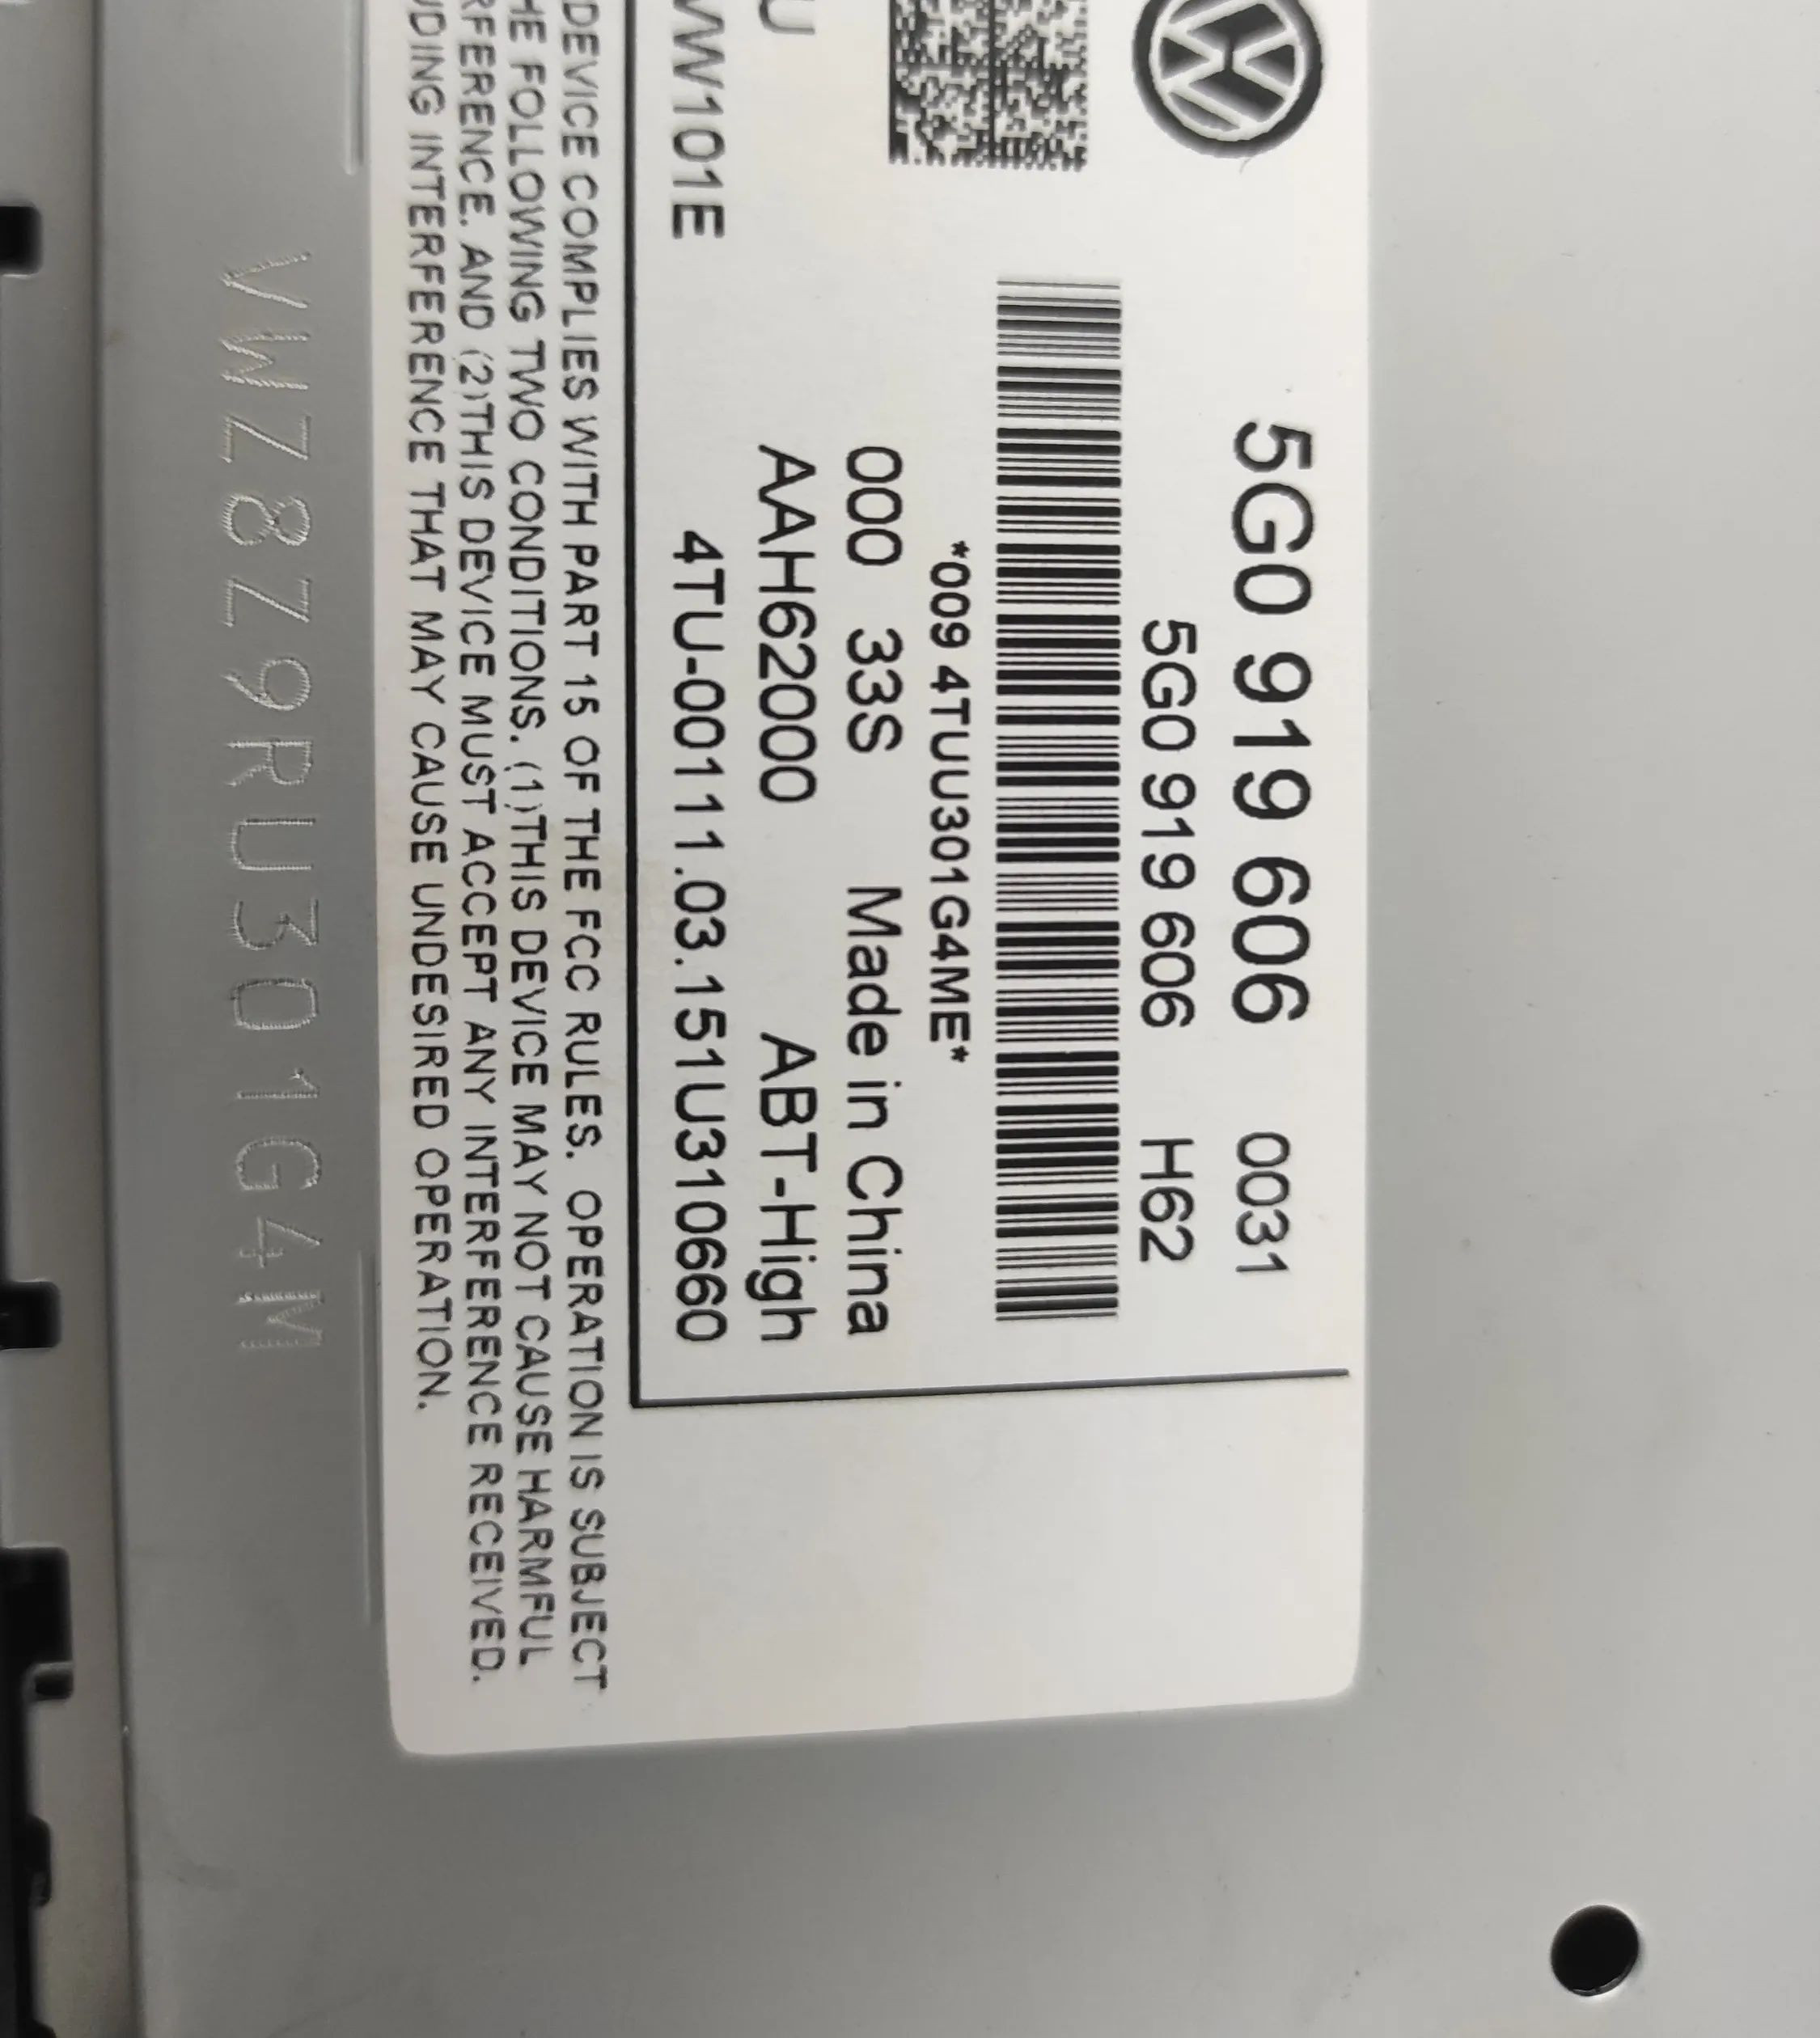 5G0 919 606 0031
5G0 919 606 H62
*009 4TUU301G4ME*
000 33S Made in China
U AAH62000 ABT-High
MW101E 4TU-00111.03.151U310660
DEVICE COMPLIES WITH PART 15 OF THE FCC RULES. OPERATION IS SUBJECT
HE FOLLOWING TWO CONDITIONS. (1)THIS DEVICE MAY NOT CAUSE HARMFUL
RFERENCE. AND (2)THIS DEVICE MUST ACCEPT ANY INTERFERENCE RECEIVED.
UDING INTERFERENCE THAT MAY CAUSE UNDESIRED OPERATION.
VWZ8Z9RU301G4M